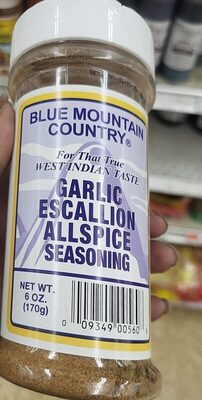 BLUE MOUNTAIN
COUNTRY®
For That True
WEST INDIAN TASTE
GARLIC
ESCALLION
ALLSPICE
SEASONING
NET WT.
6 OZ.
(170g)
0 09349 00560